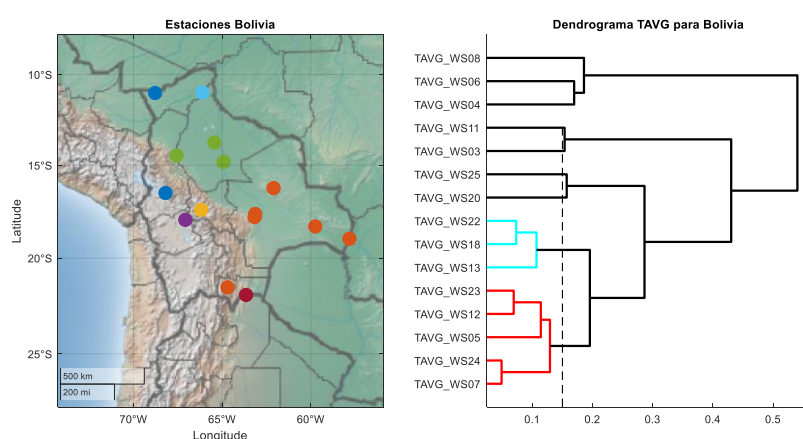 Estaciones Bolivia
10°S
15°S
20°S
25°S
Latitude
500 km
200 mi
70°W
65°W
60°W
Longitude
Dendrograma TAVG para Bolivia
TAVG_WS08
TAVG_WS06
TAVG_WS04
TAVG_WS11
TAVG_WS03
TAVG_WS25
TAVG_WS20
TAVG_WS22
TAVG_WS18
TAVG_WS13
TAVG_WS23
TAVG_WS12
TAVG_WS05
TAVG_WS24
TAVG_WS07
0.1
0.2
0.3
0.4
0.5